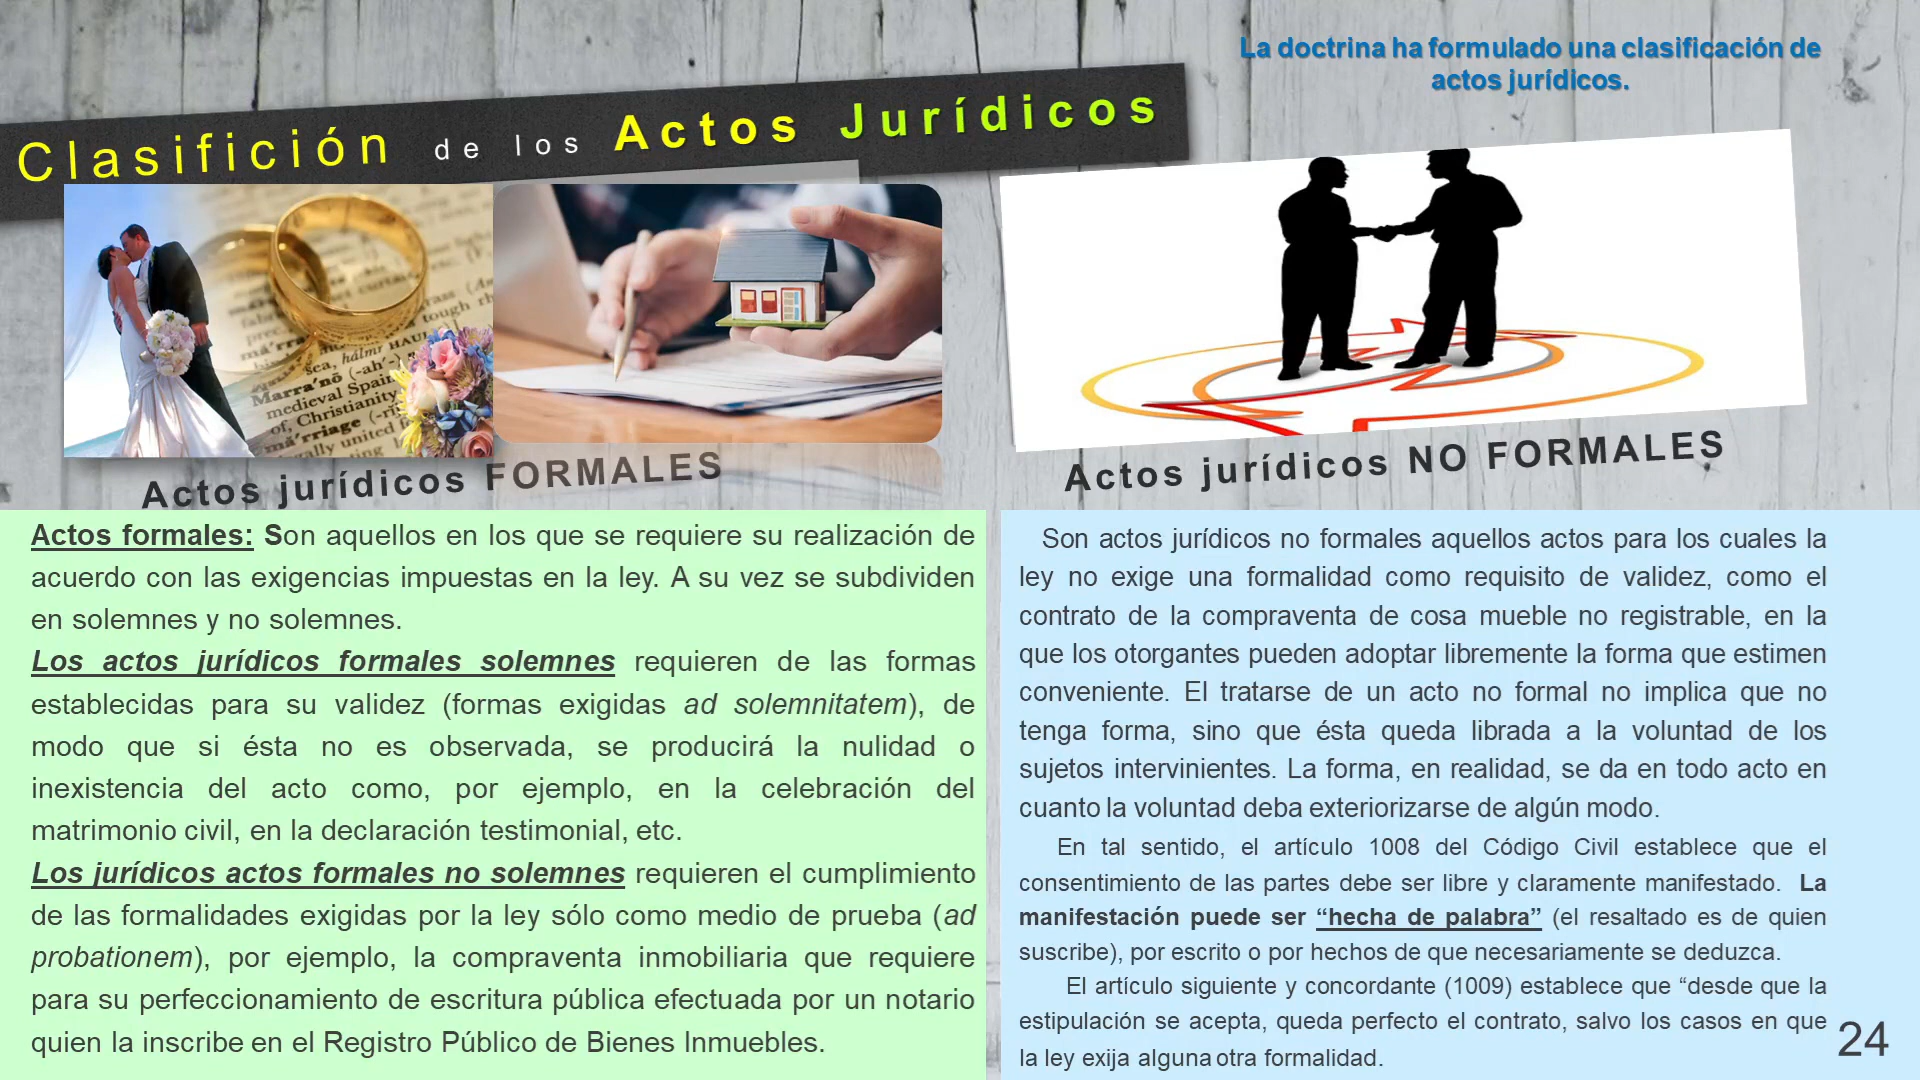 La doctrina ha formulado una clasificación de
actos jurídicos.
Clasifición de los Actos Jurídicos
Marra'no (-ah'
medieval Spain
of, Christianity
tough
Actos jurídicos FORMALES
Actos jurídicos NO FORMALES
Actos formales: Son aquellos en los que se requiere su realización de
acuerdo con las exigencias impuestas en la ley. A su vez se subdividen
en solemnes y no solemnes.
Los actos jurídicos formales solemnes requieren de las formas
establecidas para su validez (formas exigidas ad solemnitatem), de
modo que si ésta no es observada, se producirá la nulidad o
inexistencia del acto como, por ejemplo, en la celebración del
matrimonio civil, en la declaración testimonial, etc.
Los jurídicos actos formales no solemnes requieren el cumplimiento
de las formalidades exigidas por la ley sólo como medio de prueba (ad
probationem), por ejemplo, la compraventa inmobiliaria que requiere
para su perfeccionamiento de escritura pública efectuada por un notario
quien la inscribe en el Registro Público de Bienes Inmuebles.
Son actos jurídicos no formales aquellos actos para los cuales la
ley no exige una formalidad como requisito de validez, como el
contrato de la compraventa de cosa mueble no registrable, en la
que los otorgantes pueden adoptar libremente la forma que estimen
conveniente. El tratarse de un acto no formal no implica que no
tenga forma, sino que ésta queda librada a la voluntad de los
sujetos intervinientes. La forma, en realidad, se da en todo acto en
cuanto la voluntad deba exteriorizarse de algún modo.
En tal sentido, el artículo 1008 del Código Civil establece que el
consentimiento de las partes debe ser libre y claramente manifestado. La
manifestación puede ser “hecha de palabra” (el resaltado es de quien
suscribe), por escrito o por hechos de que necesariamente se deduzca.
El artículo siguiente y concordante (1009) establece que “desde que la
estipulación se acepta, queda perfecto el contrato, salvo los casos en que
la ley exija alguna otra formalidad.
24